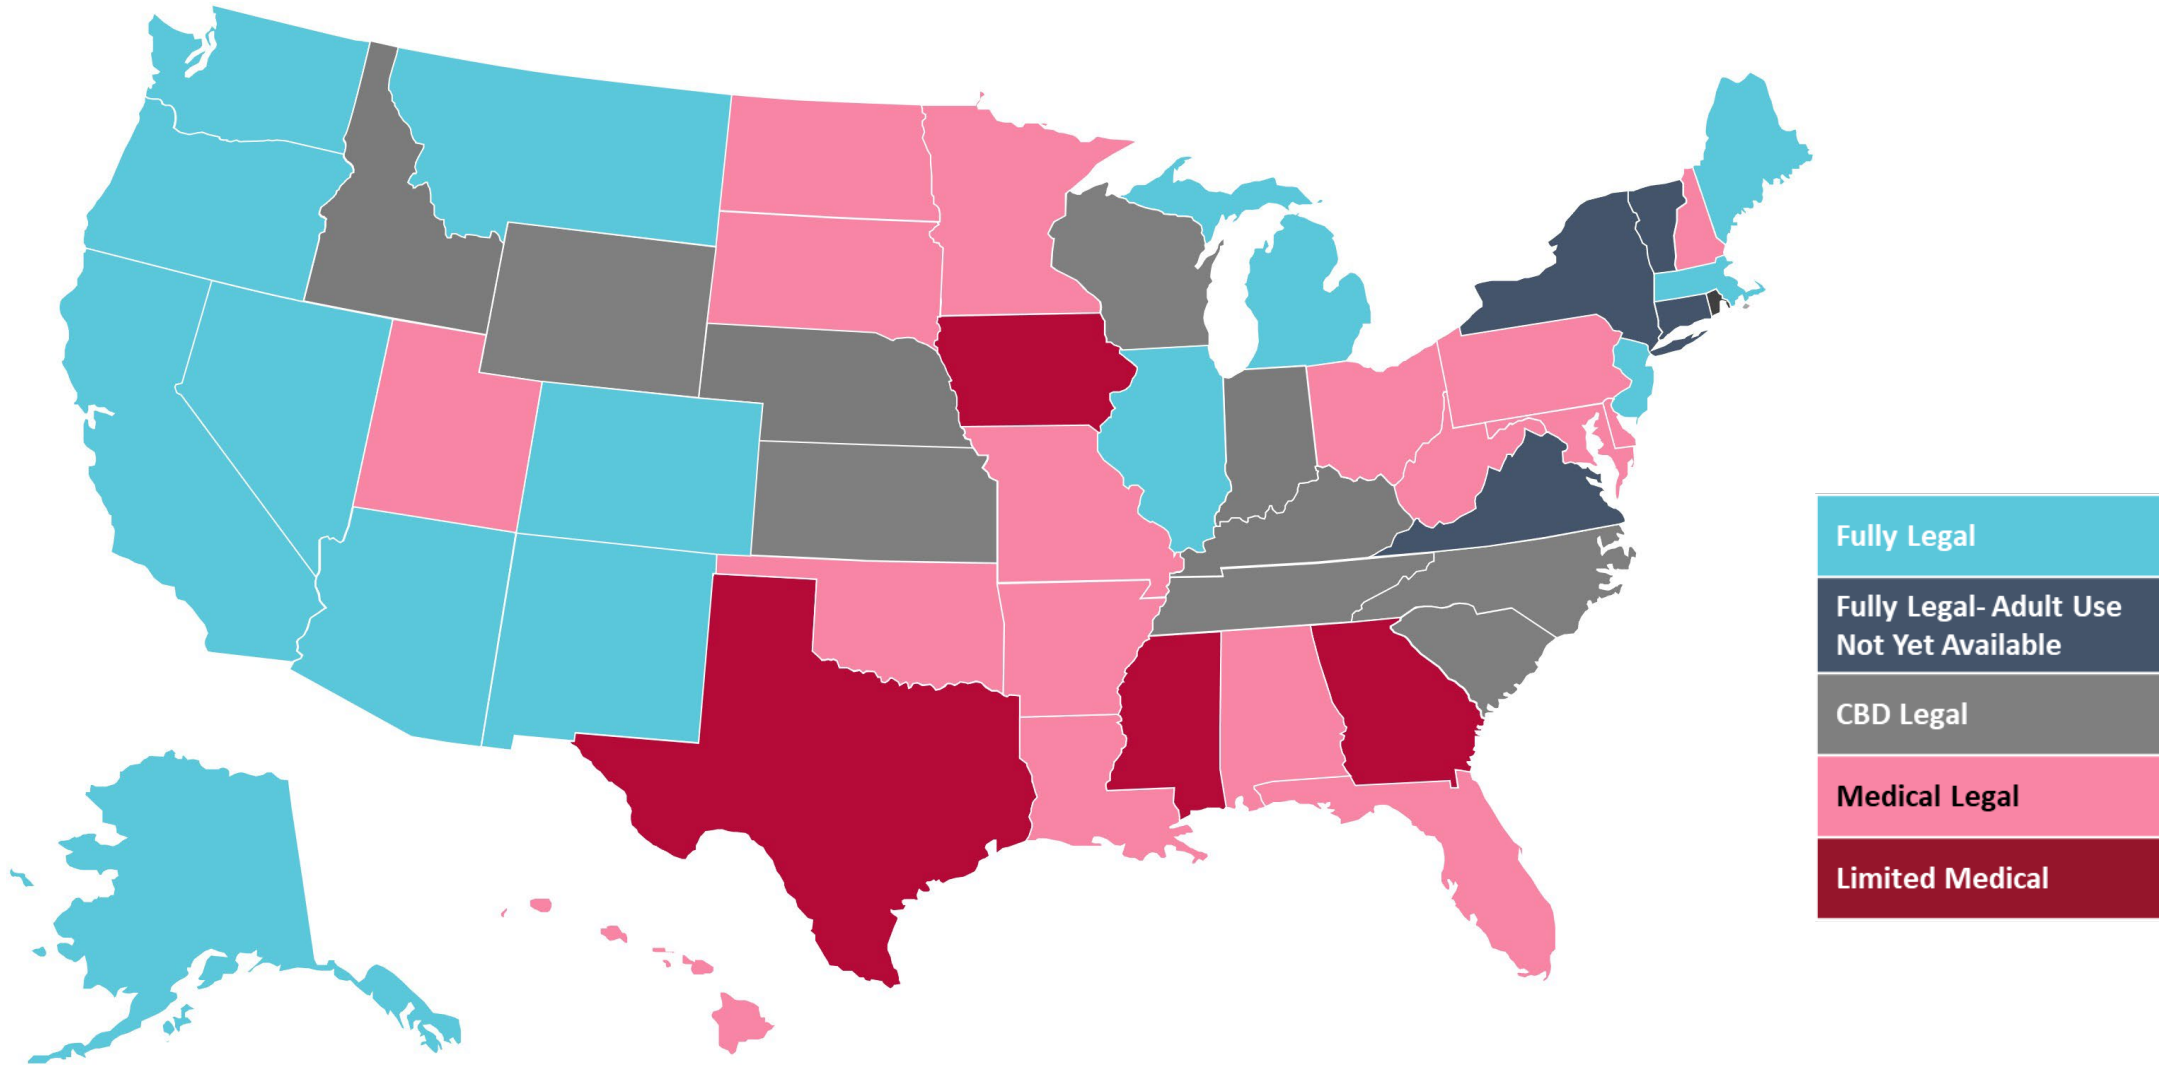 Fully Legal
Fully Legal- Adult Use
Not Yet Available
CBD Legal
Medical Legal
Limited Medical